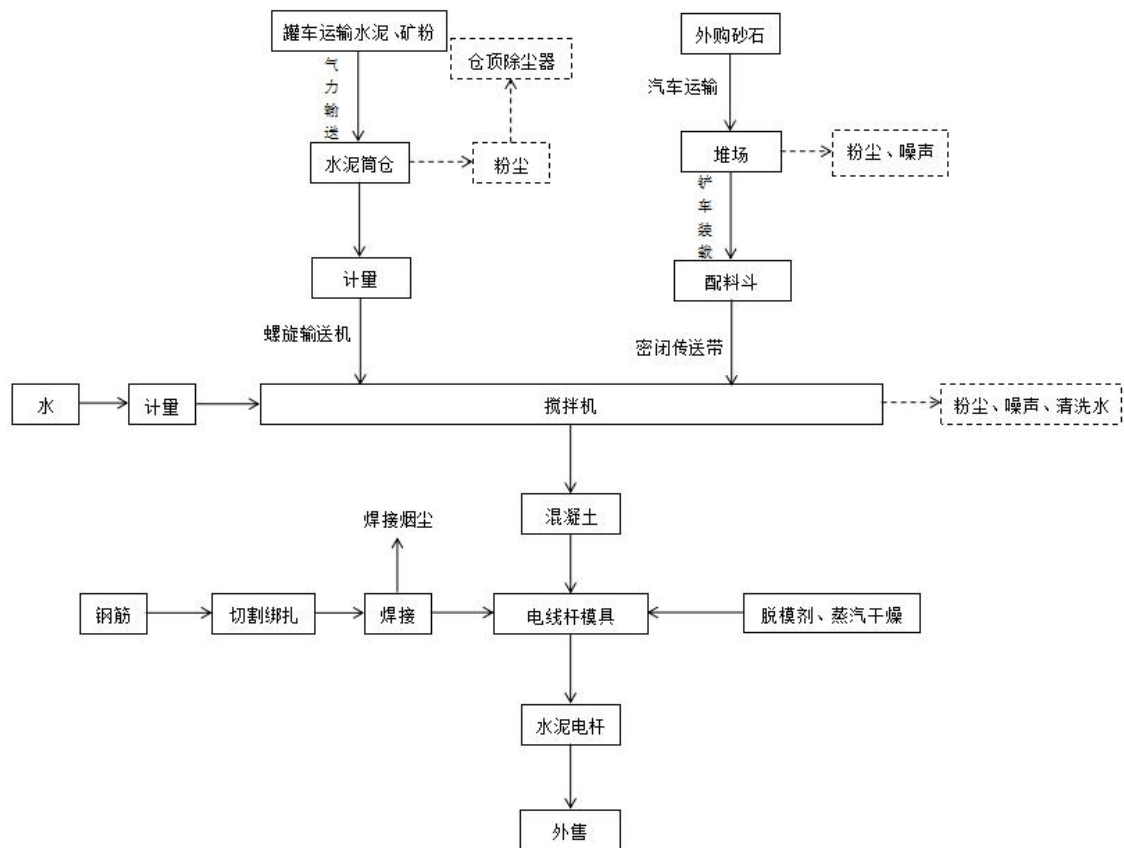 罐车运输水泥、矿粉
外购砂石
仓顶除尘器
气力输送
汽车运输
水泥筒仓
粉尘
堆场
粉尘、噪声
铲车装载
计量
配料斗
螺旋输送机
密闭传送带
水
计量
搅拌机
粉尘、噪声、清洗水
混凝土
焊接烟尘
钢筋
切割绑扎
焊接
电线杆模具
脱模剂、蒸汽干燥
水泥电杆
外售